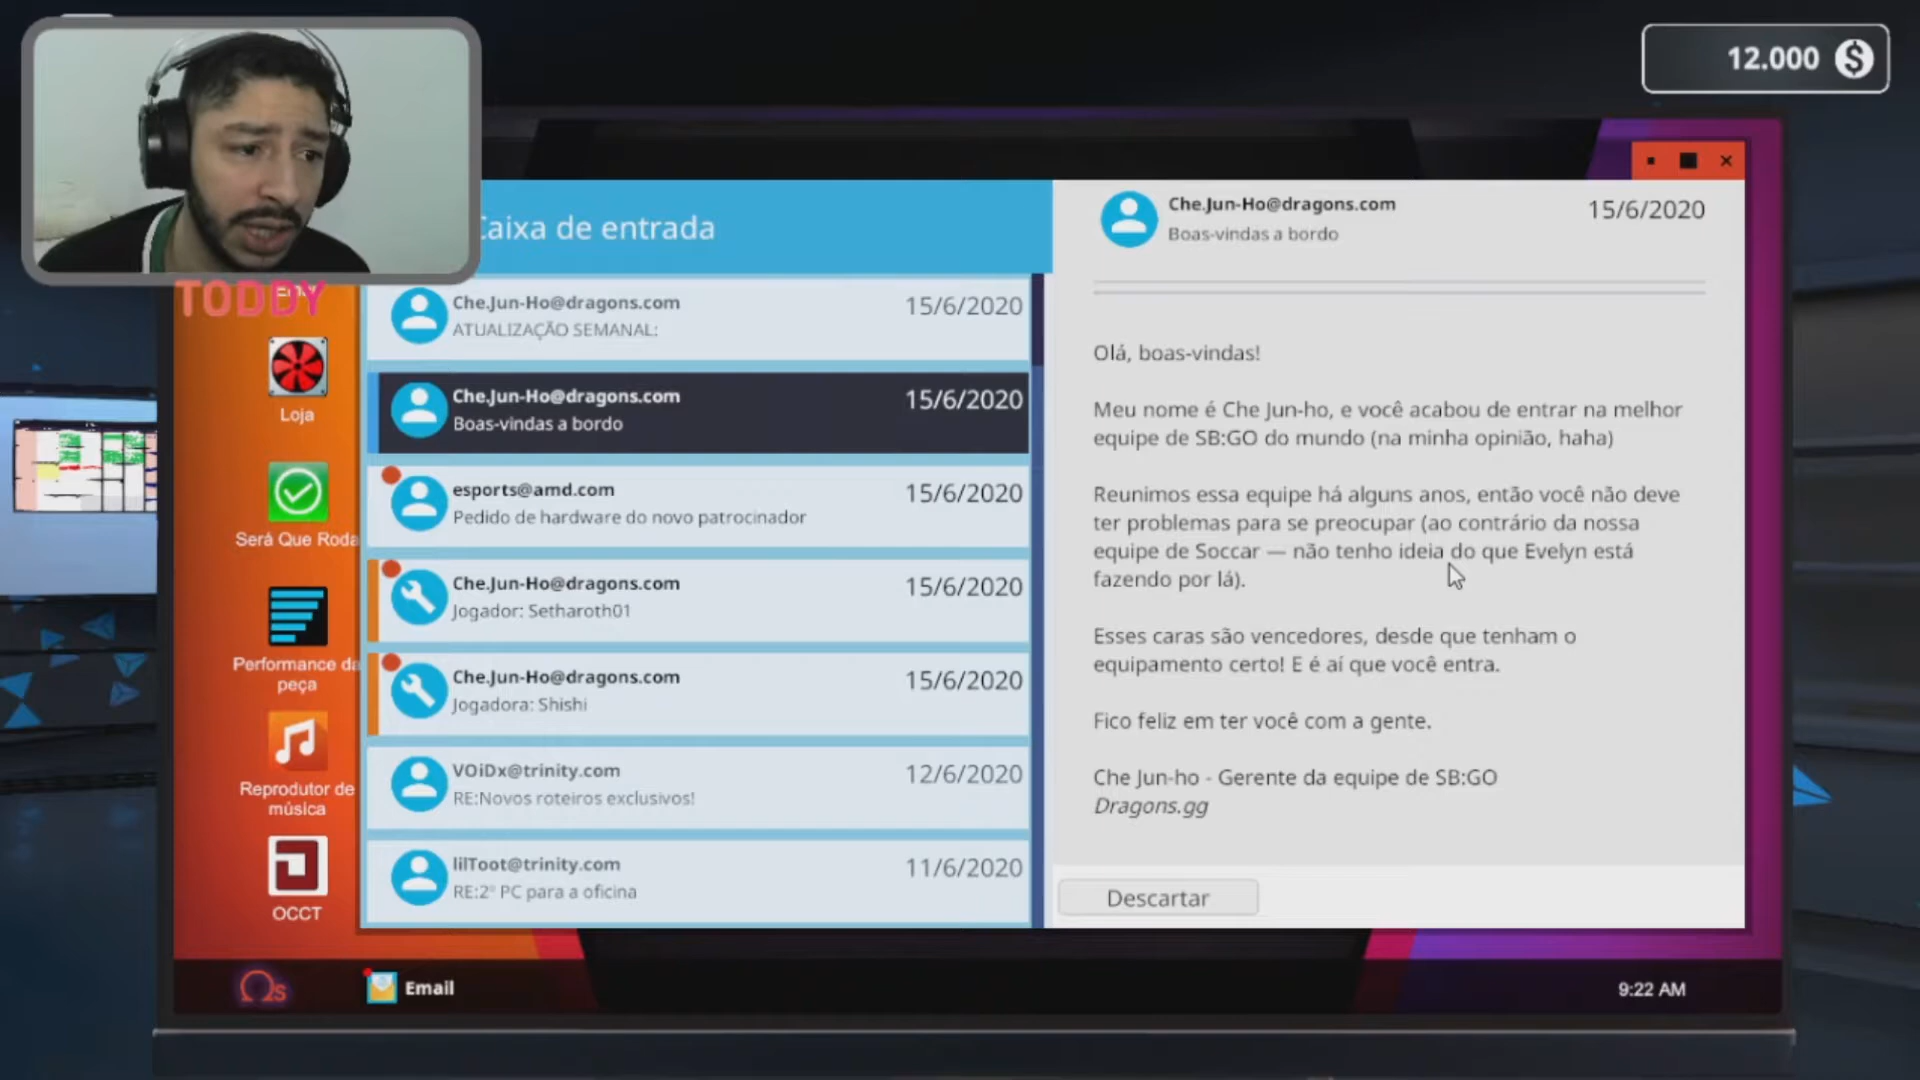 12.000
Che.Jun-Ho@dragons.com
15/6/2020
Boas-vindas a bordo
Caixa de entrada
TODDY
Loja
Será Que Roda
Performance da
peça
Reprodutor de
música
OCCT
Che.Jun-Ho@dragons.com
15/6/2020
ATUALIZAÇÃO SEMANAL:
Che.Jun-Ho@dragons.com
15/6/2020
Boas-vindas a bordo
esports@amd.com
15/6/2020
Pedido de hardware do novo patrocinador
Che.Jun-Ho@dragons.com
15/6/2020
Jogador: Setharoth01
Che.Jun-Ho@dragons.com
15/6/2020
Jogadora: Shishi
VOiDx@trinity.com
12/6/2020
RE:Novos roteiros exclusivos!
lilToot@trinity.com
11/6/2020
RE:2º PC para a oficina
Olá, boas-vindas!
Meu nome é Che Jun-ho, e você acabou de entrar na melhor
equipe de SB:GO do mundo (na minha opinião, haha)
Reunimos essa equipe há alguns anos, então você não deve
ter problemas para se preocupar (ao contrário da nossa
equipe de Soccar — não tenho ideia do que Evelyn está
fazendo por lá).
Esses caras são vencedores, desde que tenham o
equipamento certo! E é aí que você entra.
Fico feliz em ter você com a gente.
Che Jun-ho - Gerente da equipe de SB:GO
Dragons.gg
Descartar
Ωs
Email
9:22 AM